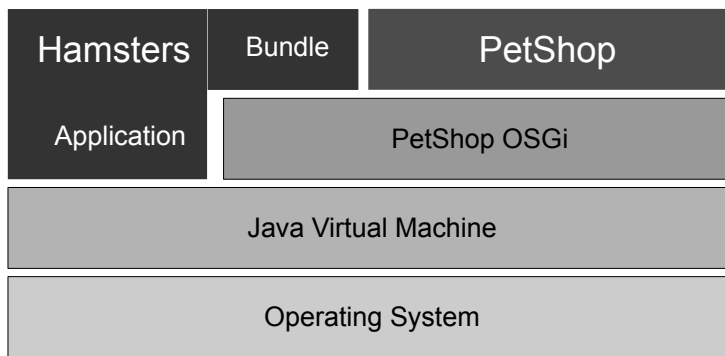 Hamsters
Bundle
PetShop
Application
PetShop OSGi
Java Virtual Machine
Operating System